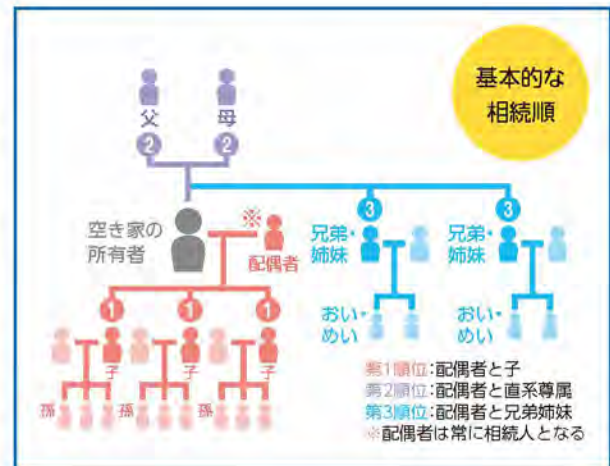 基本的な
相続順
父 母
2 2
3 3
空き家の
所有者
※
配偶者
兄弟・
姉妹
兄弟・
姉妹
1 1 1
おい・
めい
おい・
めい
子 子 子
孫 孫 孫
第1順位:配偶者と子
第2順位:配偶者と直系尊属
第3順位:配偶者と兄弟姉妹
※配偶者は常に相続人となる